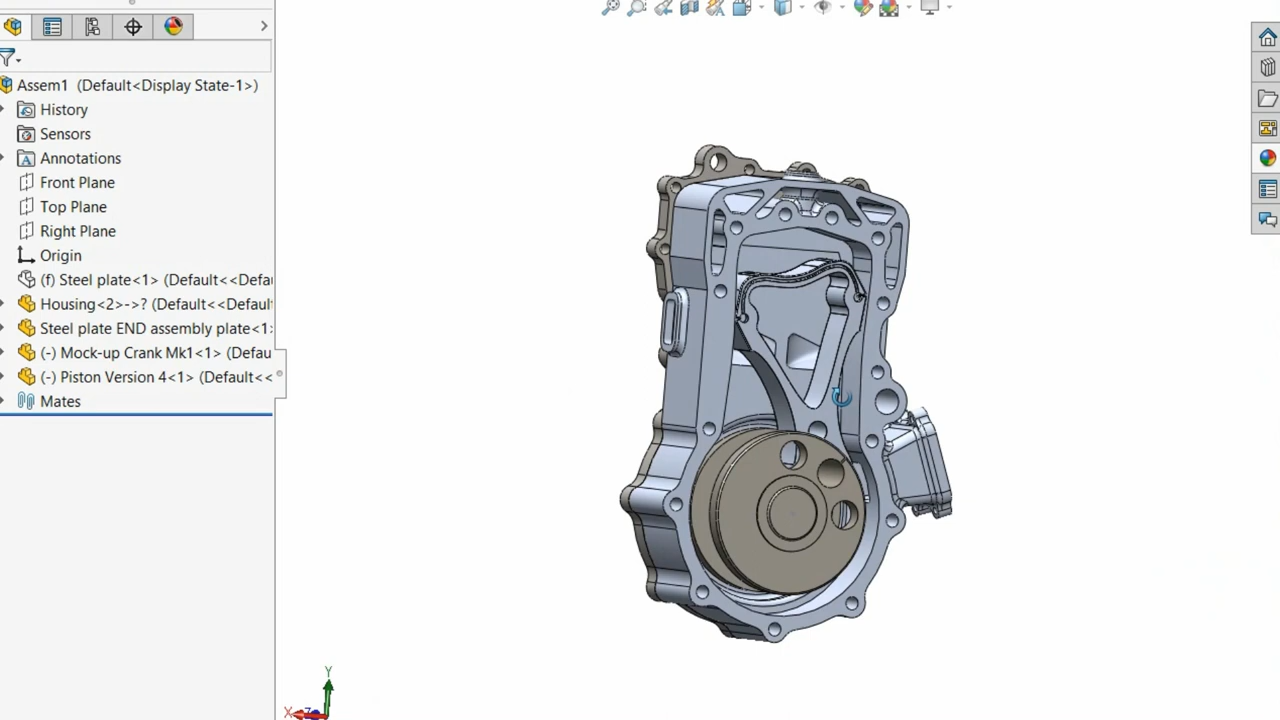 Assem1 (Default<Display State-1>)
History
Sensors
Annotations
Front Plane
Top Plane
Right Plane
Origin
(f) Steel plate<1> (Default<<Defa
Housing<2>->? (Default<<Default
Steel plate END assembly plate<1>
(-) Mock-up Crank Mk1<1> (Defau
(-) Piston Version 4<1> (Default<<
Mates
Y
X
Z